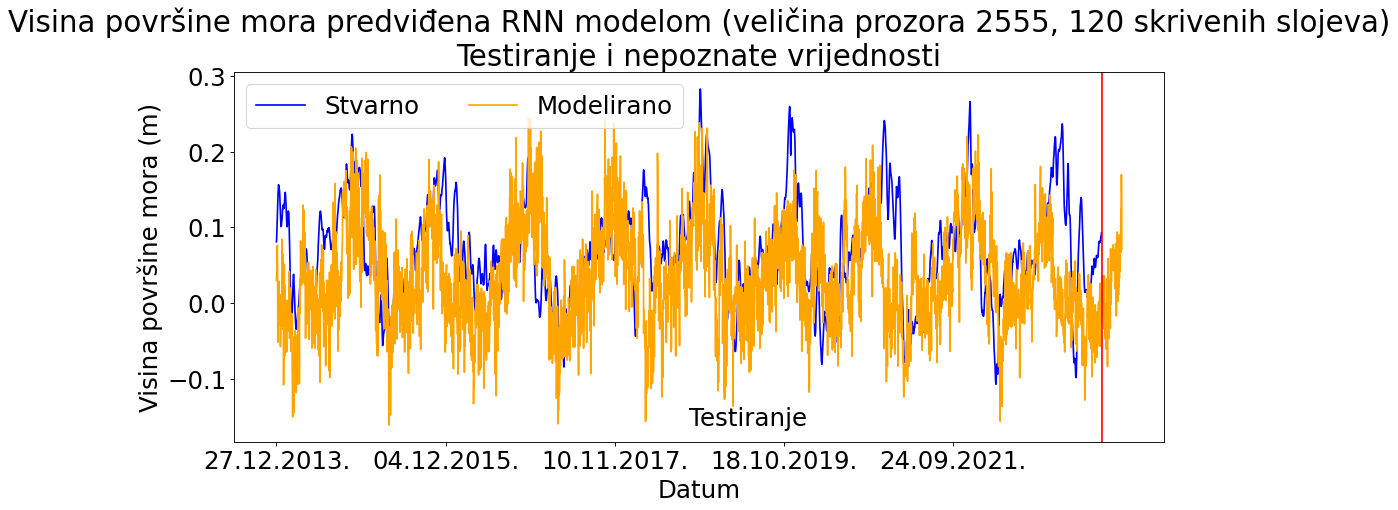 Visina površine mora predviđena RNN modelom (veličina prozora 2555, 120 skrivenih slojeva)
Testiranje i nepoznate vrijednosti
Stvarno
Modelirano
Visina površine mora (m)
0.3
0.2
0.1
0.0
−0.1
Testiranje
27.12.2013.
04.12.2015.
10.11.2017.
18.10.2019.
24.09.2021.
Datum